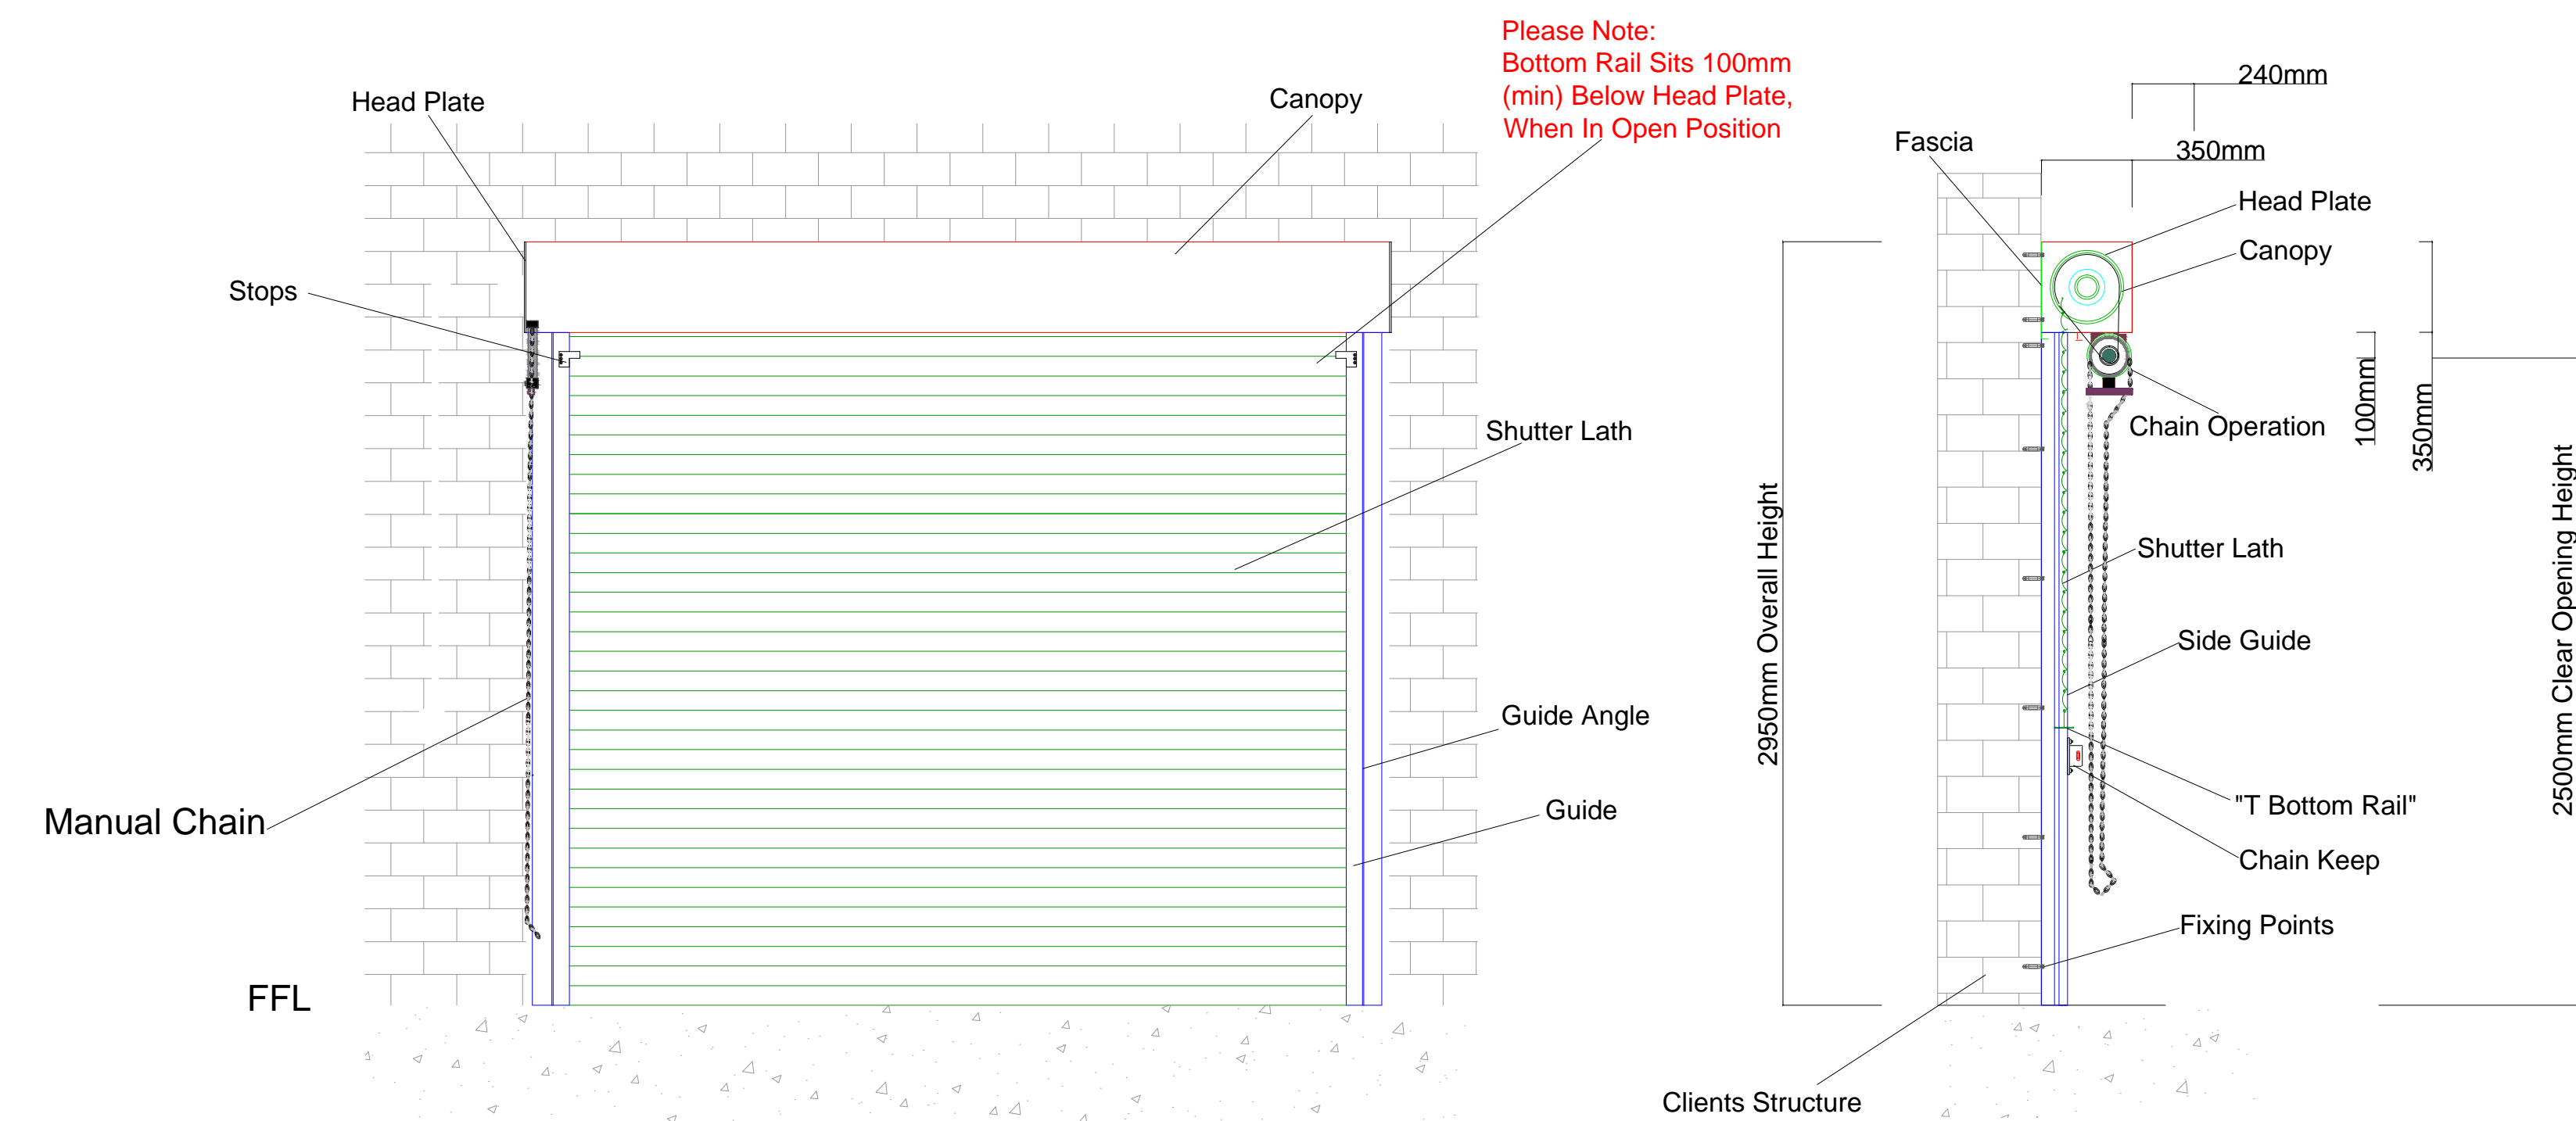 Please Note:
Bottom Rail Sits 100mm
(min) Below Head Plate,
When In Open Position
Head Plate
Canopy
Stops
Shutter Lath
Guide Angle
Guide
Manual Chain
FFL
240mm
350mm
Fascia
Head Plate
Canopy
Chain Operation
100mm
350mm
2950mm Overall Height
2500mm Clear Opening Height
Shutter Lath
Side Guide
"T Bottom Rail"
Chain Keep
Fixing Points
Clients Structure